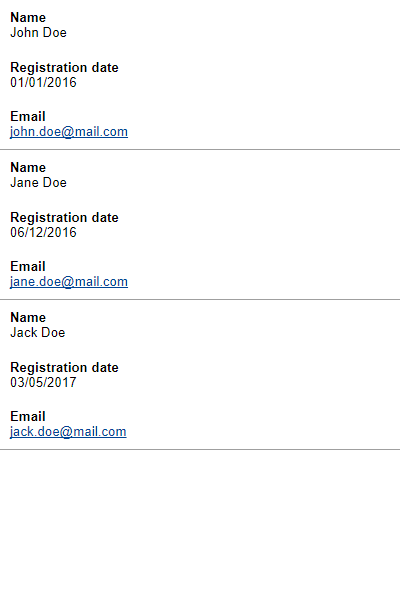 Name
John Doe
Registration date
01/01/2016
Email
john.doe@mail.com
Name
Jane Doe
Registration date
06/12/2016
Email
jane.doe@mail.com
Name
Jack Doe
Registration date
03/05/2017
Email
jack.doe@mail.com